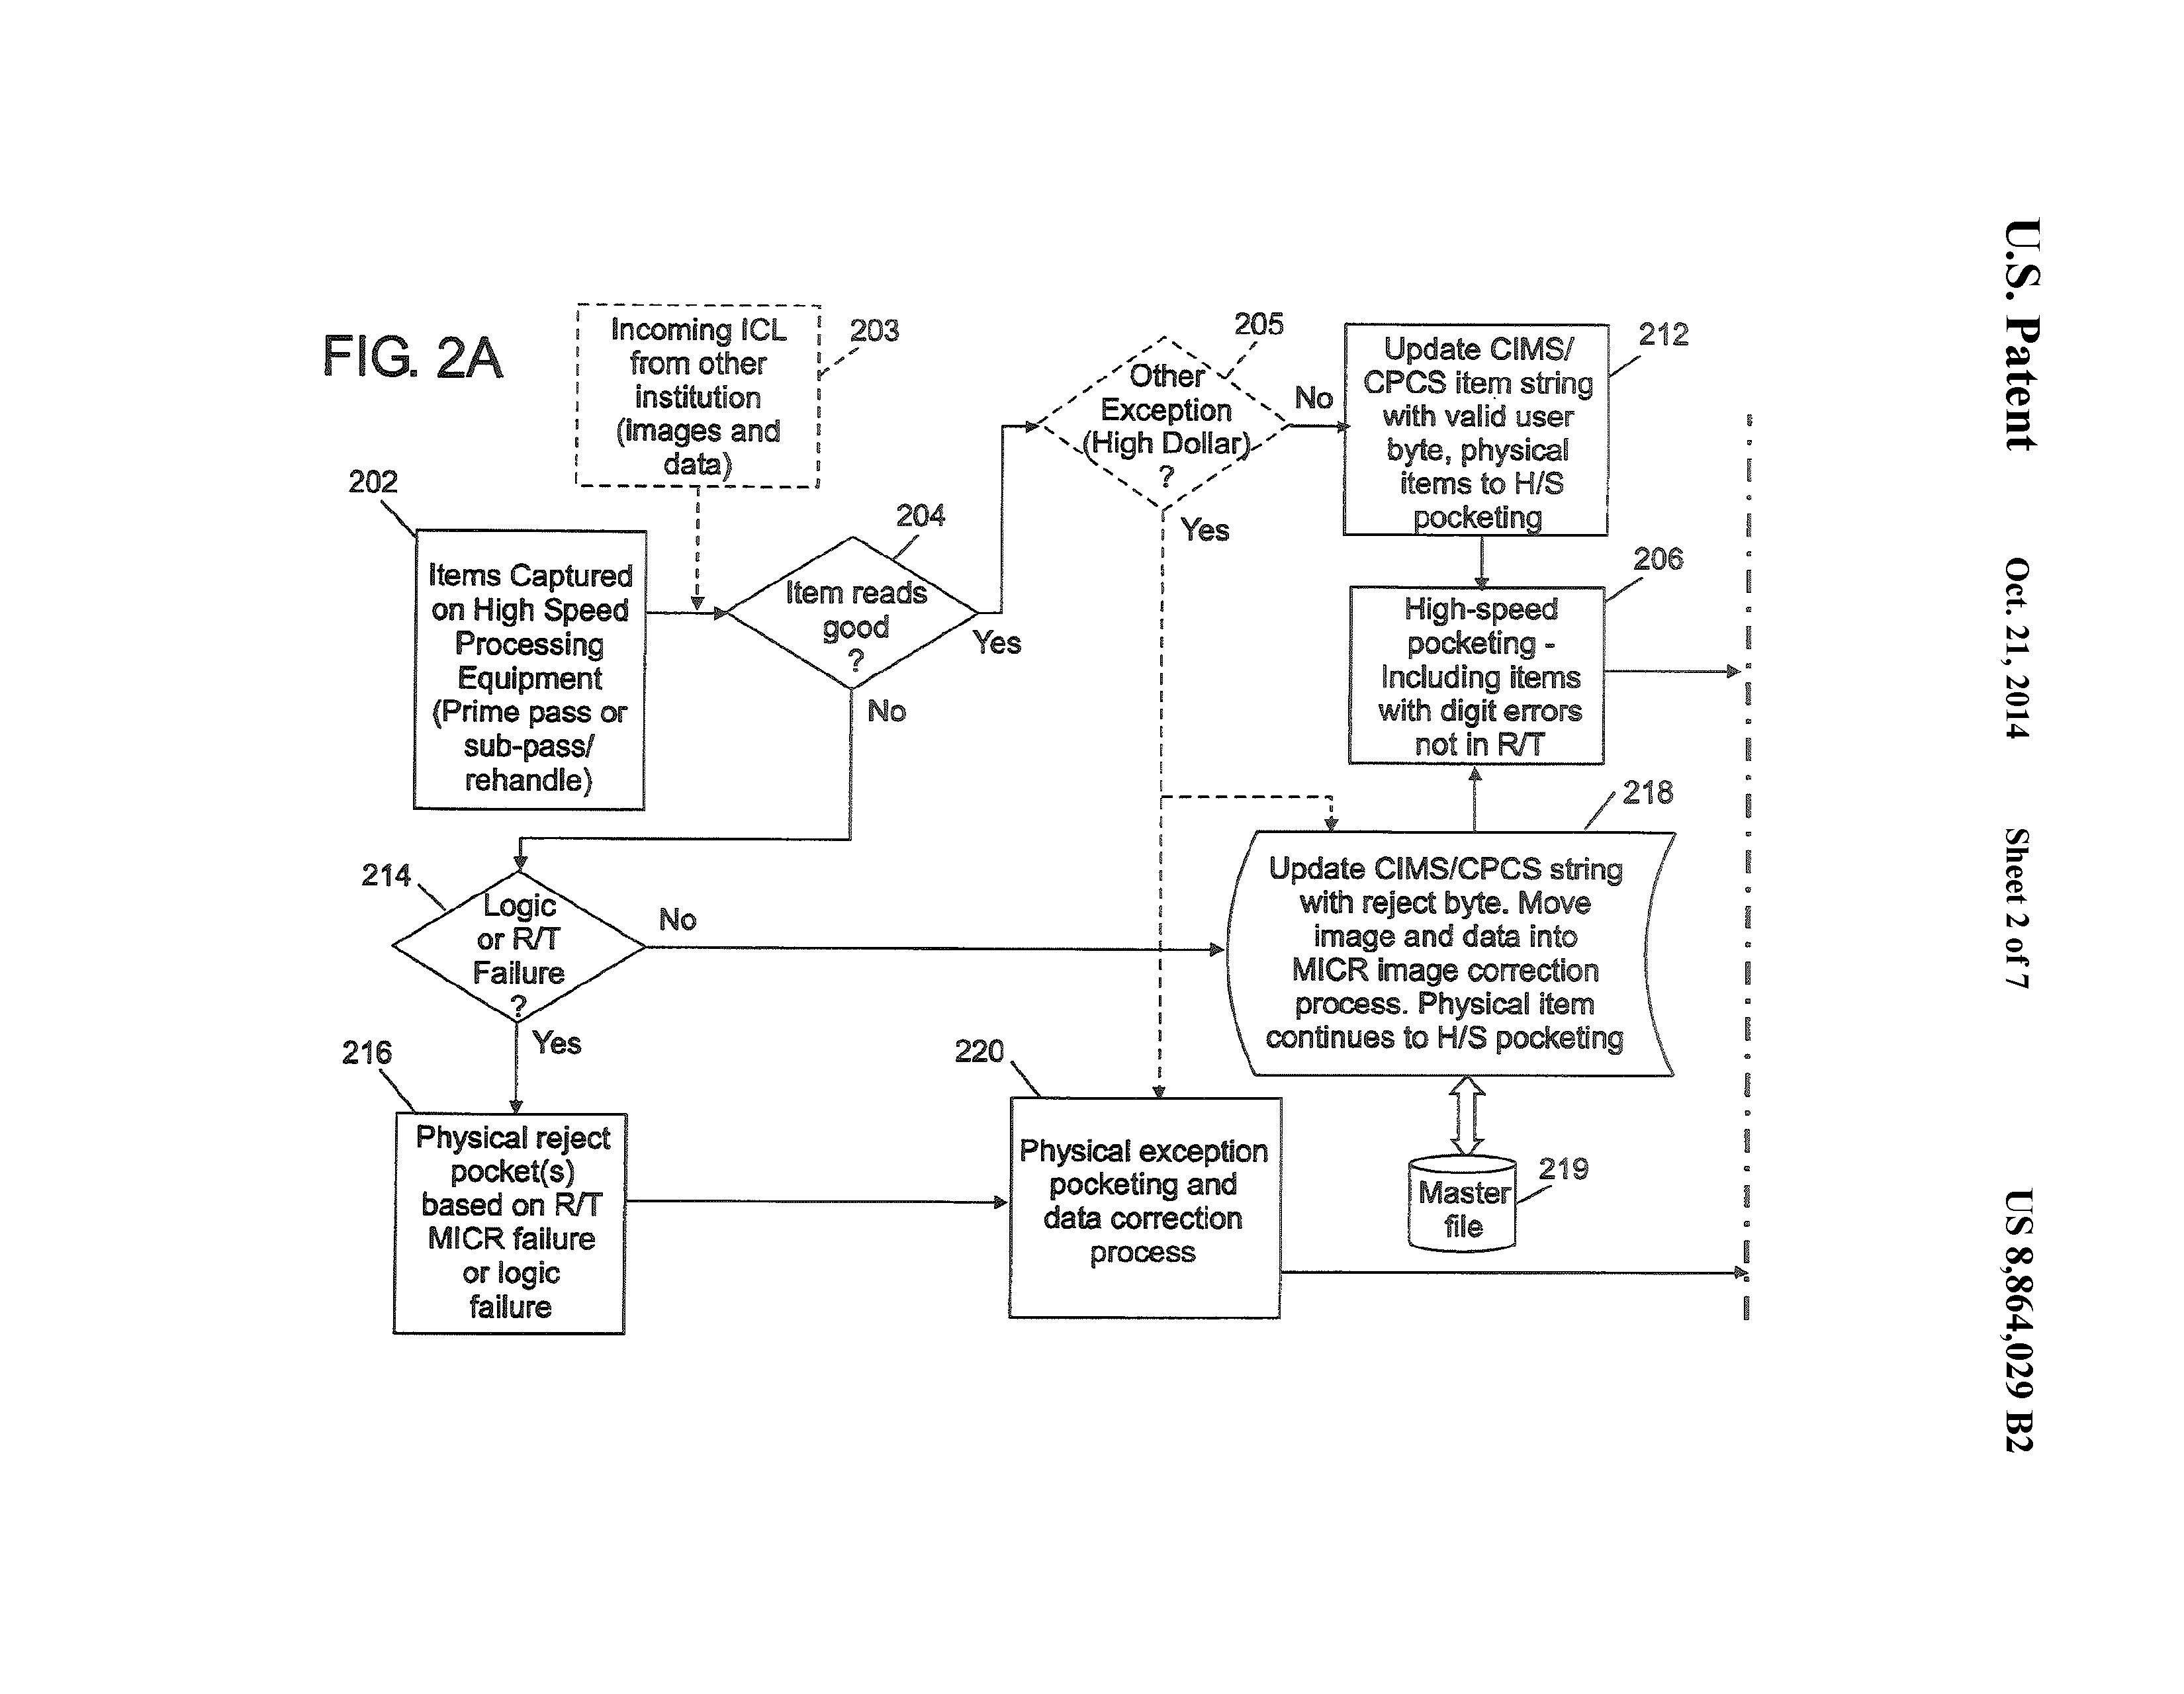 U.S. Patent
Oct. 21, 2014
Sheet 2 of 7
US 8,864,029 B2
FIG. 2A
Incoming ICL
from other
institution
(images and
data)
203
202
Items Captured
on High Speed
Processing
Equipment
(Prime pass or
sub-pass/
rehandle)
204
Item reads
good
?
Yes
No
205
Other
Exception
(High Dollar)
?
No
Yes
212
Update CIMS/
CPCS item string
with valid user
byte, physical
items to H/S
pocketing
206
High-speed
pocketing -
Including items
with digit errors
not in R/T
214
Logic
or R/T
Failure
?
No
Yes
218
Update CIMS/CPCS string
with reject byte. Move
image and data into
MICR image correction
process. Physical item
continues to H/S pocketing
216
Physical reject
pocket(s)
based on R/T
MICR failure
or logic
failure
220
Physical exception
pocketing and
data correction
process
219
Master
file